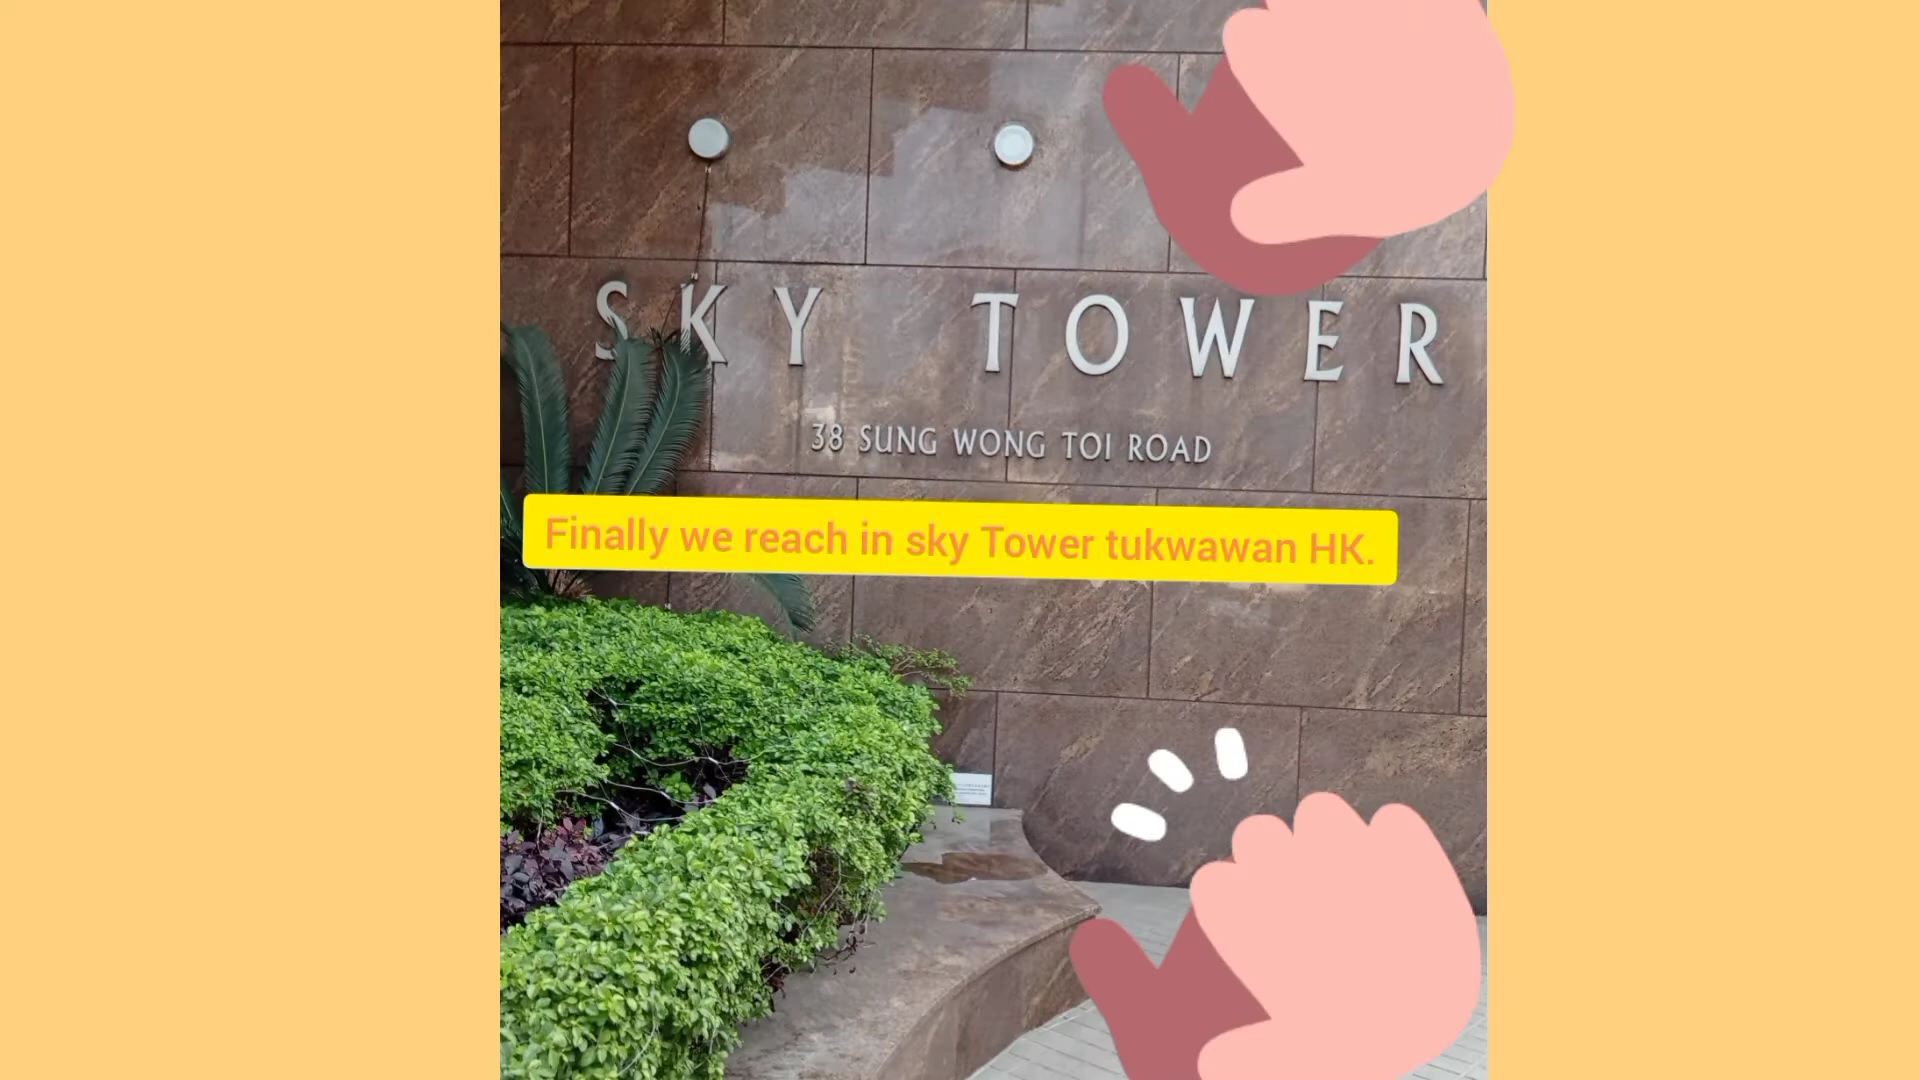 SKY TOWER
38 SUNG WONG TOI ROAD
Finally we reach in sky Tower tukwawan HK.